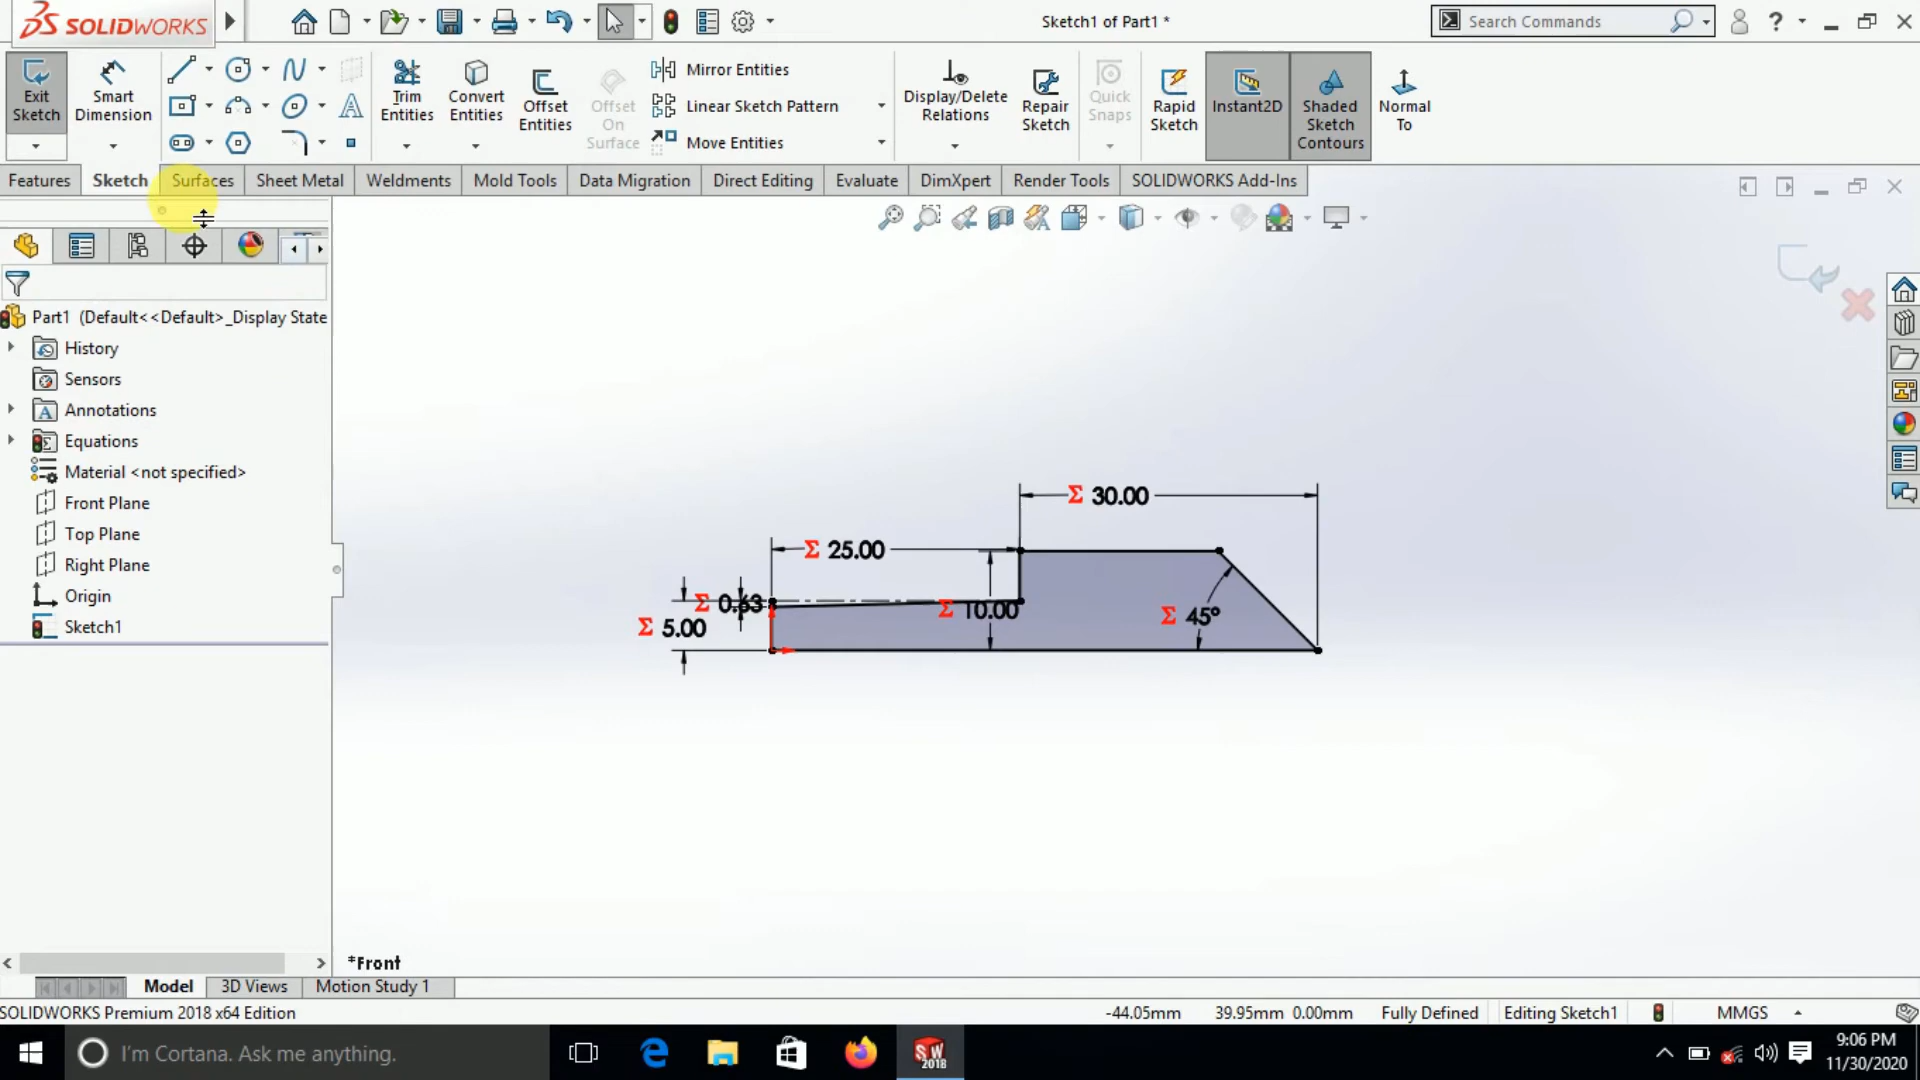 SOLIDWORKS
Sketch1 of Part1 *
Search Commands
?
Exit Sketch
Smart Dimension
Trim Entities
Convert Entities
Offset Entities
Offset On Surface
Mirror Entities
Linear Sketch Pattern
Move Entities
Display/Delete Relations
Repair Sketch
Quick Snaps
Rapid Sketch
Instant2D
Shaded Sketch Contours
Normal To
Features
Sketch
Surfaces
Sheet Metal
Weldments
Mold Tools
Data Migration
Direct Editing
Evaluate
DimXpert
Render Tools
SOLIDWORKS Add-Ins
Part1 (Default<<Default>_Display State
History
Sensors
Annotations
Equations
Material <not specified>
Front Plane
Top Plane
Right Plane
Origin
Sketch1
Σ 30.00
Σ 25.00
Σ 0.63
Σ 10.00
Σ 45°
Σ 5.00
*Front
Model
3D Views
Motion Study 1
SOLIDWORKS Premium 2018 x64 Edition
-44.05mm
39.95mm 0.00mm
Fully Defined
Editing Sketch1
MMGS
I'm Cortana. Ask me anything.
SW
2018
9:06 PM
11/30/2020